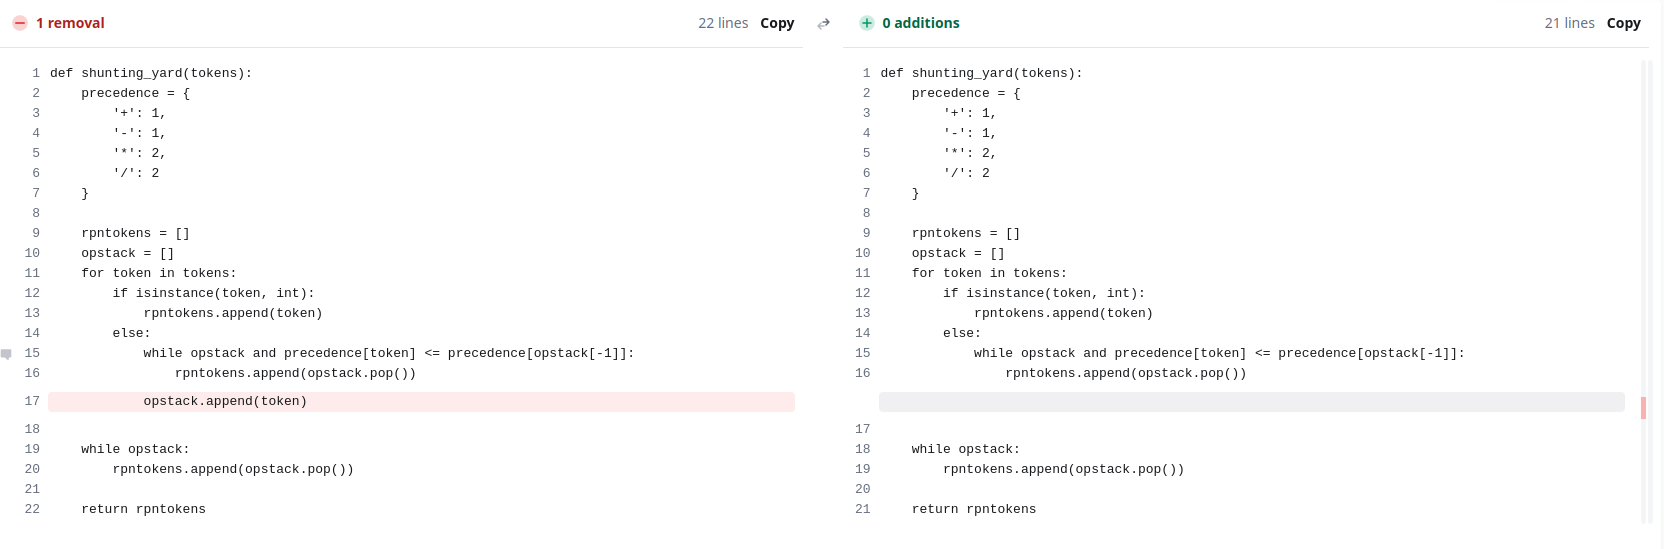 1 removal 22 lines Copy
1 def shunting_yard(tokens):
2     precedence = {
3         '+': 1,
4         '-': 1,
5         '*': 2,
6         '/': 2
7     }
8
9     rpntokens = []
10     opstack = []
11     for token in tokens:
12         if isinstance(token, int):
13             rpntokens.append(token)
14         else:
15             while opstack and precedence[token] <= precedence[opstack[-1]]:
16                 rpntokens.append(opstack.pop())
17             opstack.append(token)
18
19     while opstack:
20         rpntokens.append(opstack.pop())
21
22     return rpntokens
0 additions 21 lines Copy
1 def shunting_yard(tokens):
2     precedence = {
3         '+': 1,
4         '-': 1,
5         '*': 2,
6         '/': 2
7     }
8
9     rpntokens = []
10     opstack = []
11     for token in tokens:
12         if isinstance(token, int):
13             rpntokens.append(token)
14         else:
15             while opstack and precedence[token] <= precedence[opstack[-1]]:
16                 rpntokens.append(opstack.pop())
17
18     while opstack:
19         rpntokens.append(opstack.pop())
20
21     return rpntokens